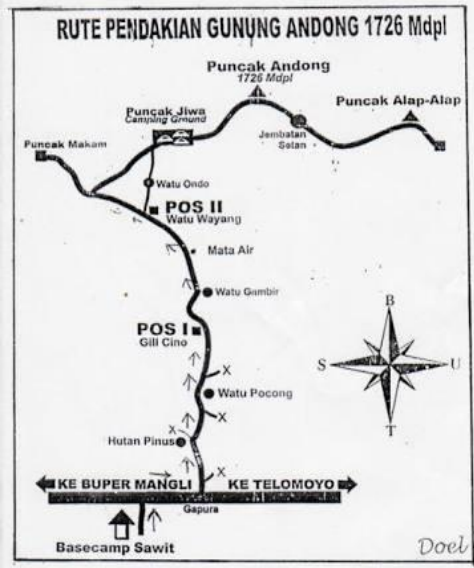 RUTE PENDAKIAN GUNUNG ANDONG 1726 Mdpl
Puncak Andong
1726 Mdpl
Puncak Alap-Alap
Puncak Jiwa
Camping Ground
Jembatan
Setan
Puncak Makam
Watu Ondo
POS II
Watu Wayang
Mata Air
Watu Gambir
B
POS I
Gili Cino
S
U
X
Watu Pocong
X
T
X
Hutan Pinus
X
KE BUPER MANGLI
KE TELOMOYO
Gapura
Basecamp Sawit
Doel